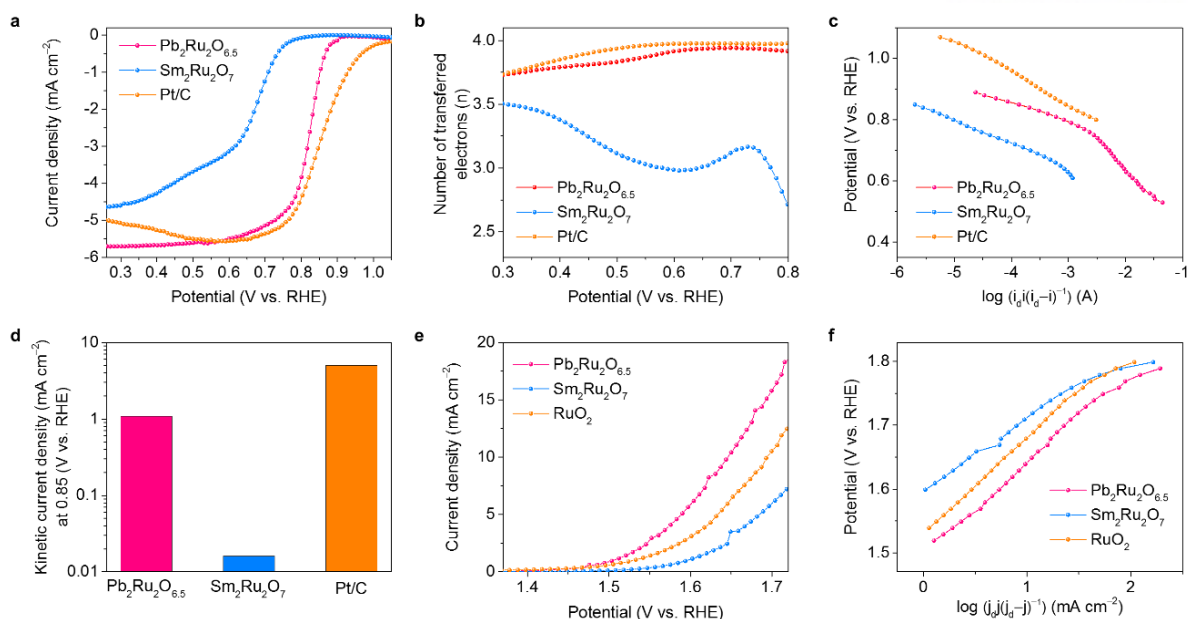 a
Current density (mA cm⁻²)
0
-1
-2
-3
-4
-5
-6
Pb₂Ru₂O₆.₅
Sm₂Ru₂O₇
Pt/C
0.3 0.4 0.5 0.6 0.7 0.8 0.9 1.0
Potential (V vs. RHE)
b
Number of transferred
electrons (n)
4.0
3.5
3.0
2.5
Pb₂Ru₂O₆.₅
Sm₂Ru₂O₇
Pt/C
0.3 0.4 0.5 0.6 0.7 0.8
Potential (V vs. RHE)
c
Potential (V vs. RHE)
1.0
0.8
0.6
0.4
Pb₂Ru₂O₆.₅
Sm₂Ru₂O₇
Pt/C
-6 -5 -4 -3 -2 -1
log (i_d i(i_d–i)⁻¹) (A)
d
Kinetic current density (mA cm⁻²)
at 0.85 (V vs. RHE)
10
1
0.1
0.01
Pb₂Ru₂O₆.₅ Sm₂Ru₂O₇ Pt/C
e
Current density (mA cm⁻²)
20
15
10
5
0
Pb₂Ru₂O₆.₅
Sm₂Ru₂O₇
RuO₂
1.4 1.5 1.6 1.7
Potential (V vs. RHE)
f
Potential (V vs. RHE)
1.8
1.7
1.6
1.5
Pb₂Ru₂O₆.₅
Sm₂Ru₂O₇
RuO₂
0 1 2
log (j_d j(j_d–j)⁻¹) (mA cm⁻²)